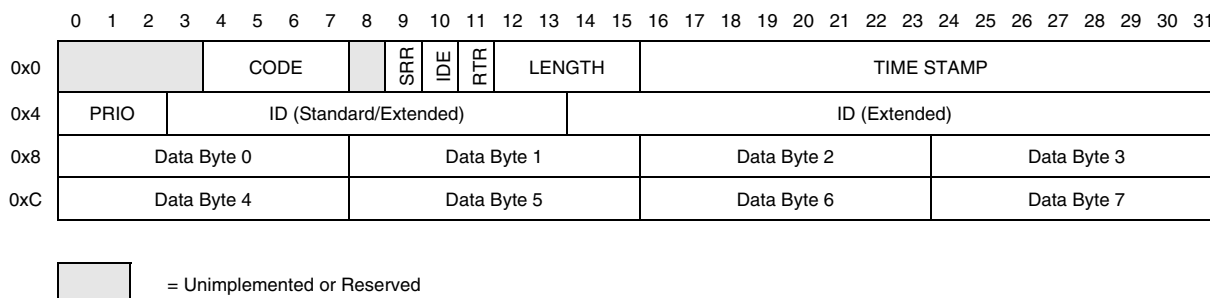 0 1 2 3 4 5 6 7 8 9 10 11 12 13 14 15 16 17 18 19 20 21 22 23 24 25 26 27 28 29 30 31
0x0 CODE SRR IDE RTR LENGTH TIME STAMP
0x4 PRIO ID (Standard/Extended) ID (Extended)
0x8 Data Byte 0 Data Byte 1 Data Byte 2 Data Byte 3
0xC Data Byte 4 Data Byte 5 Data Byte 6 Data Byte 7
= Unimplemented or Reserved